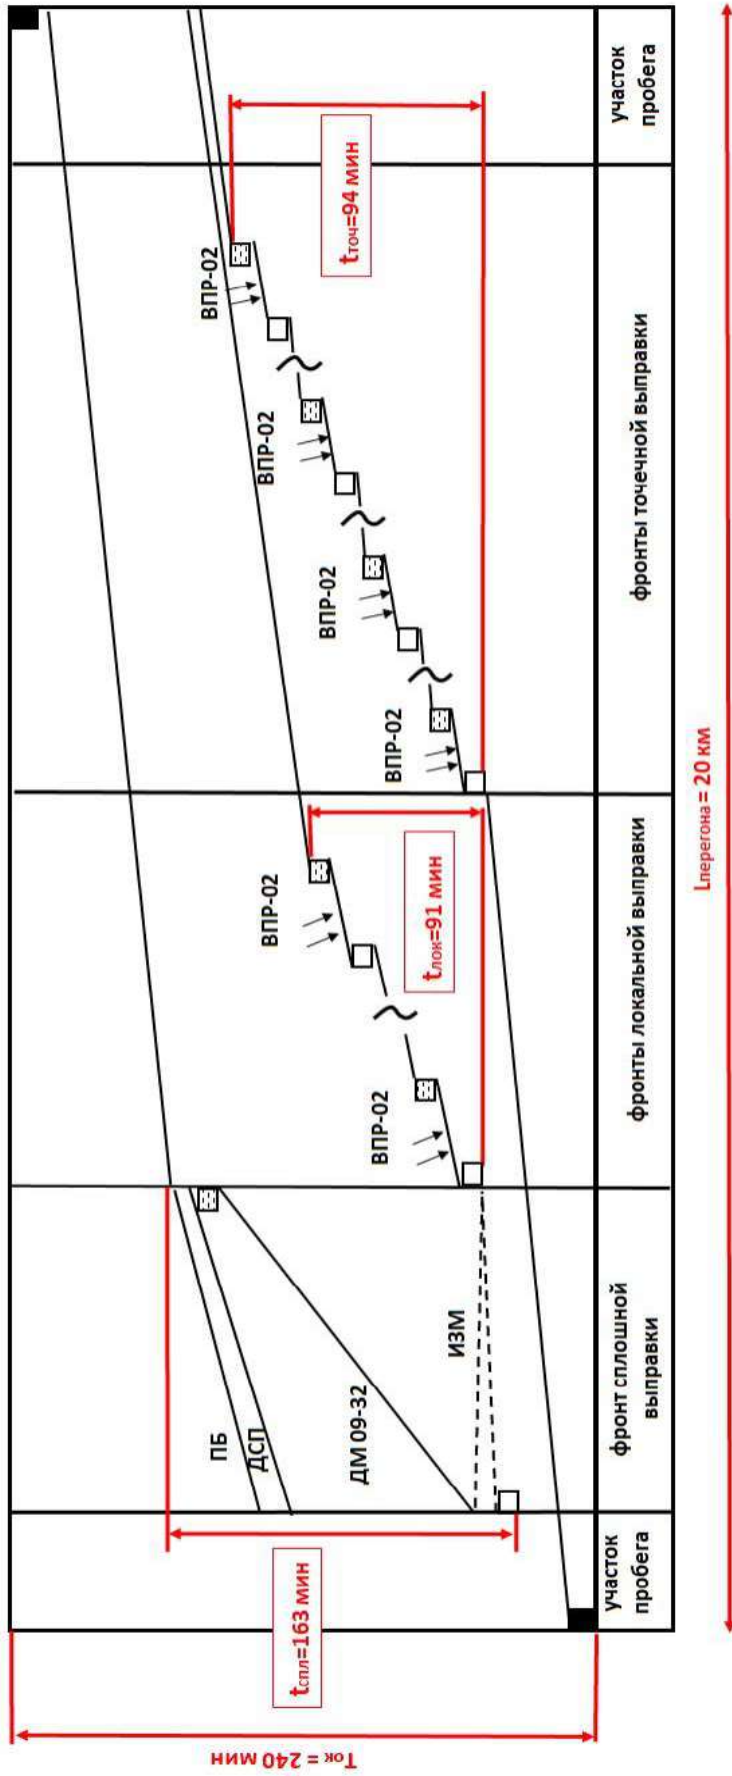 Tок = 240 мин
tспл=163 мин
ПБ
ДСП
ДМ 09-32
ИЗМ
ВПР-02
ВПР-02
tлок=91 мин
ВПР-02
ВПР-02
ВПР-02
ВПР-02
tточ=94 мин
участок
пробега
фронт сплошной
выправки
фронты локальной выправки
фронты точечной выправки
участок
пробега
Lперегона = 20 км